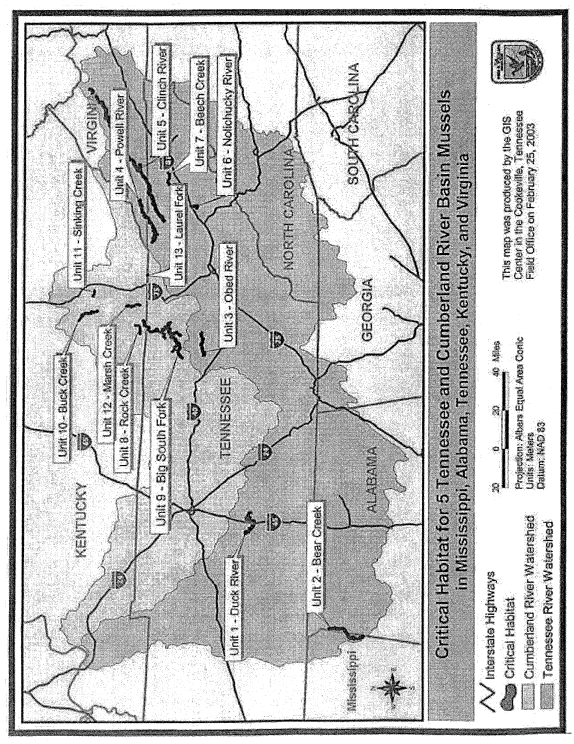 VIRGINIA
Unit 4 - Powell River
Unit 5 - Clinch River
Unit 7 - Beech Creek
Unit 6 - Nolichucky River
Unit 11 - Sinking Creek
Unit 13 - Laurel Fork
Unit 10 - Buck Creek
Unit 12 - Marsh Creek
Unit 8 - Rock Creek
Unit 9 - Big South Fork
Unit 3 - Obed River
KENTUCKY
TENNESSEE
NORTH CAROLINA
SOUTH CAROLINA
GEORGIA
ALABAMA
Mississippi
Unit 1 - Duck River
Unit 2 - Bear Creek
Critical Habitat for 5 Tennessee and Cumberland River Basin Mussels
in Mississippi, Alabama, Tennessee, Kentucky, and Virginia
Interstate Highways
Critical Habitat
Cumberland River Watershed
Tennessee River Watershed
20 0 20 40 Miles
Projection: Albers Equal Area Conic
Units: Meters
Datum: NAD 83
This map was produced by the GIS
Center in the Cookeville, Tennessee
Field Office on February 25, 2003